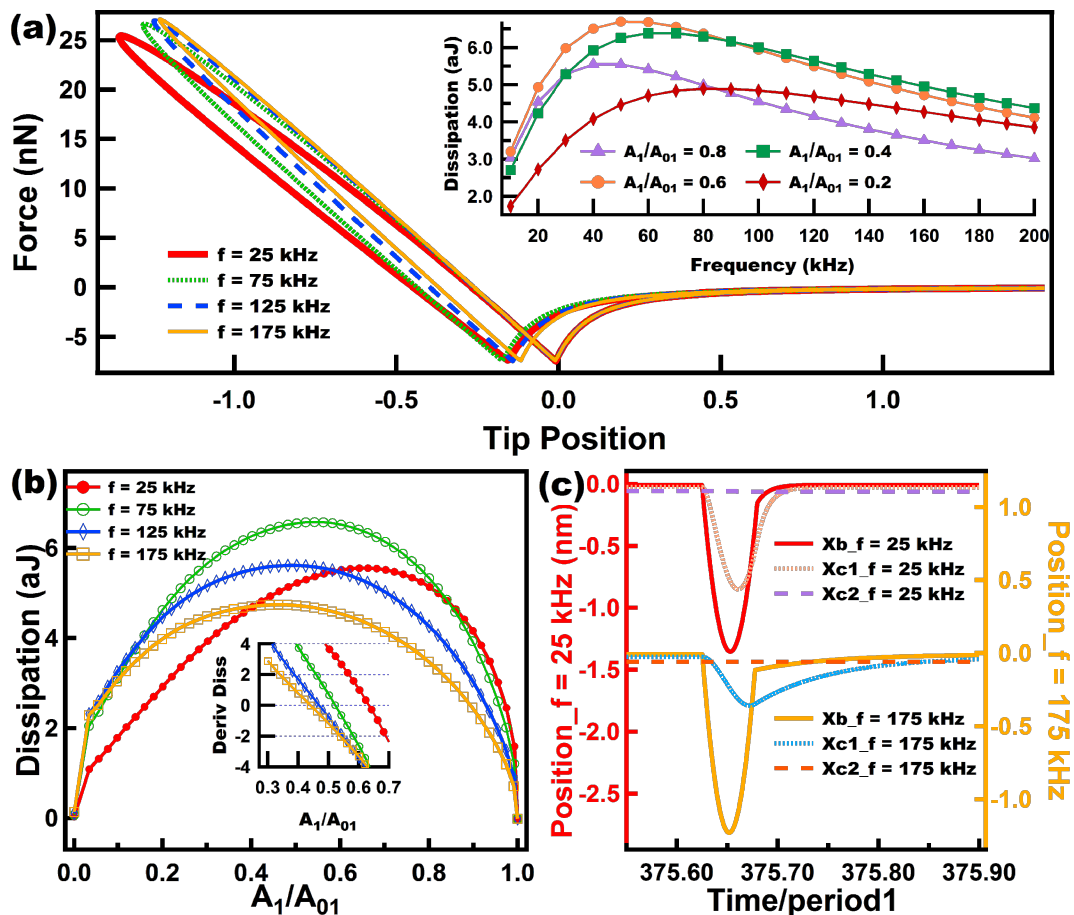 (a)
Force (nN)
25
20
15
10
5
0
-5
f = 25 kHz
f = 75 kHz
f = 125 kHz
f = 175 kHz
-1.0
-0.5
0.0
0.5
1.0
Tip Position
Dissipation (aJ)
6.0
5.0
4.0
3.0
2.0
A1/A01 = 0.8
A1/A01 = 0.4
A1/A01 = 0.6
A1/A01 = 0.2
20 40 60 80 100 120 140 160 180 200
Frequency (kHz)
(b)
Dissipation (aJ)
6
4
2
0
f = 25 kHz
f = 75 kHz
f = 125 kHz
f = 175 kHz
Deriv Diss
4
2
0
-2
-4
0.3 0.4 0.5 0.6 0.7
A1/A01
0.0 0.2 0.4 0.6 0.8 1.0
A1/A01
(c)
Position_f = 25 kHz (nm)
0.0
-0.5
-1.0
-1.5
-2.0
-2.5
Xb_f = 25 kHz
Xc1_f = 25 kHz
Xc2_f = 25 kHz
Xb_f = 175 kHz
Xc1_f = 175 kHz
Xc2_f = 175 kHz
1.0
0.5
0.0
-0.5
-1.0
Position_f = 175 kHz
375.60 375.70 375.80 375.90
Time/period1